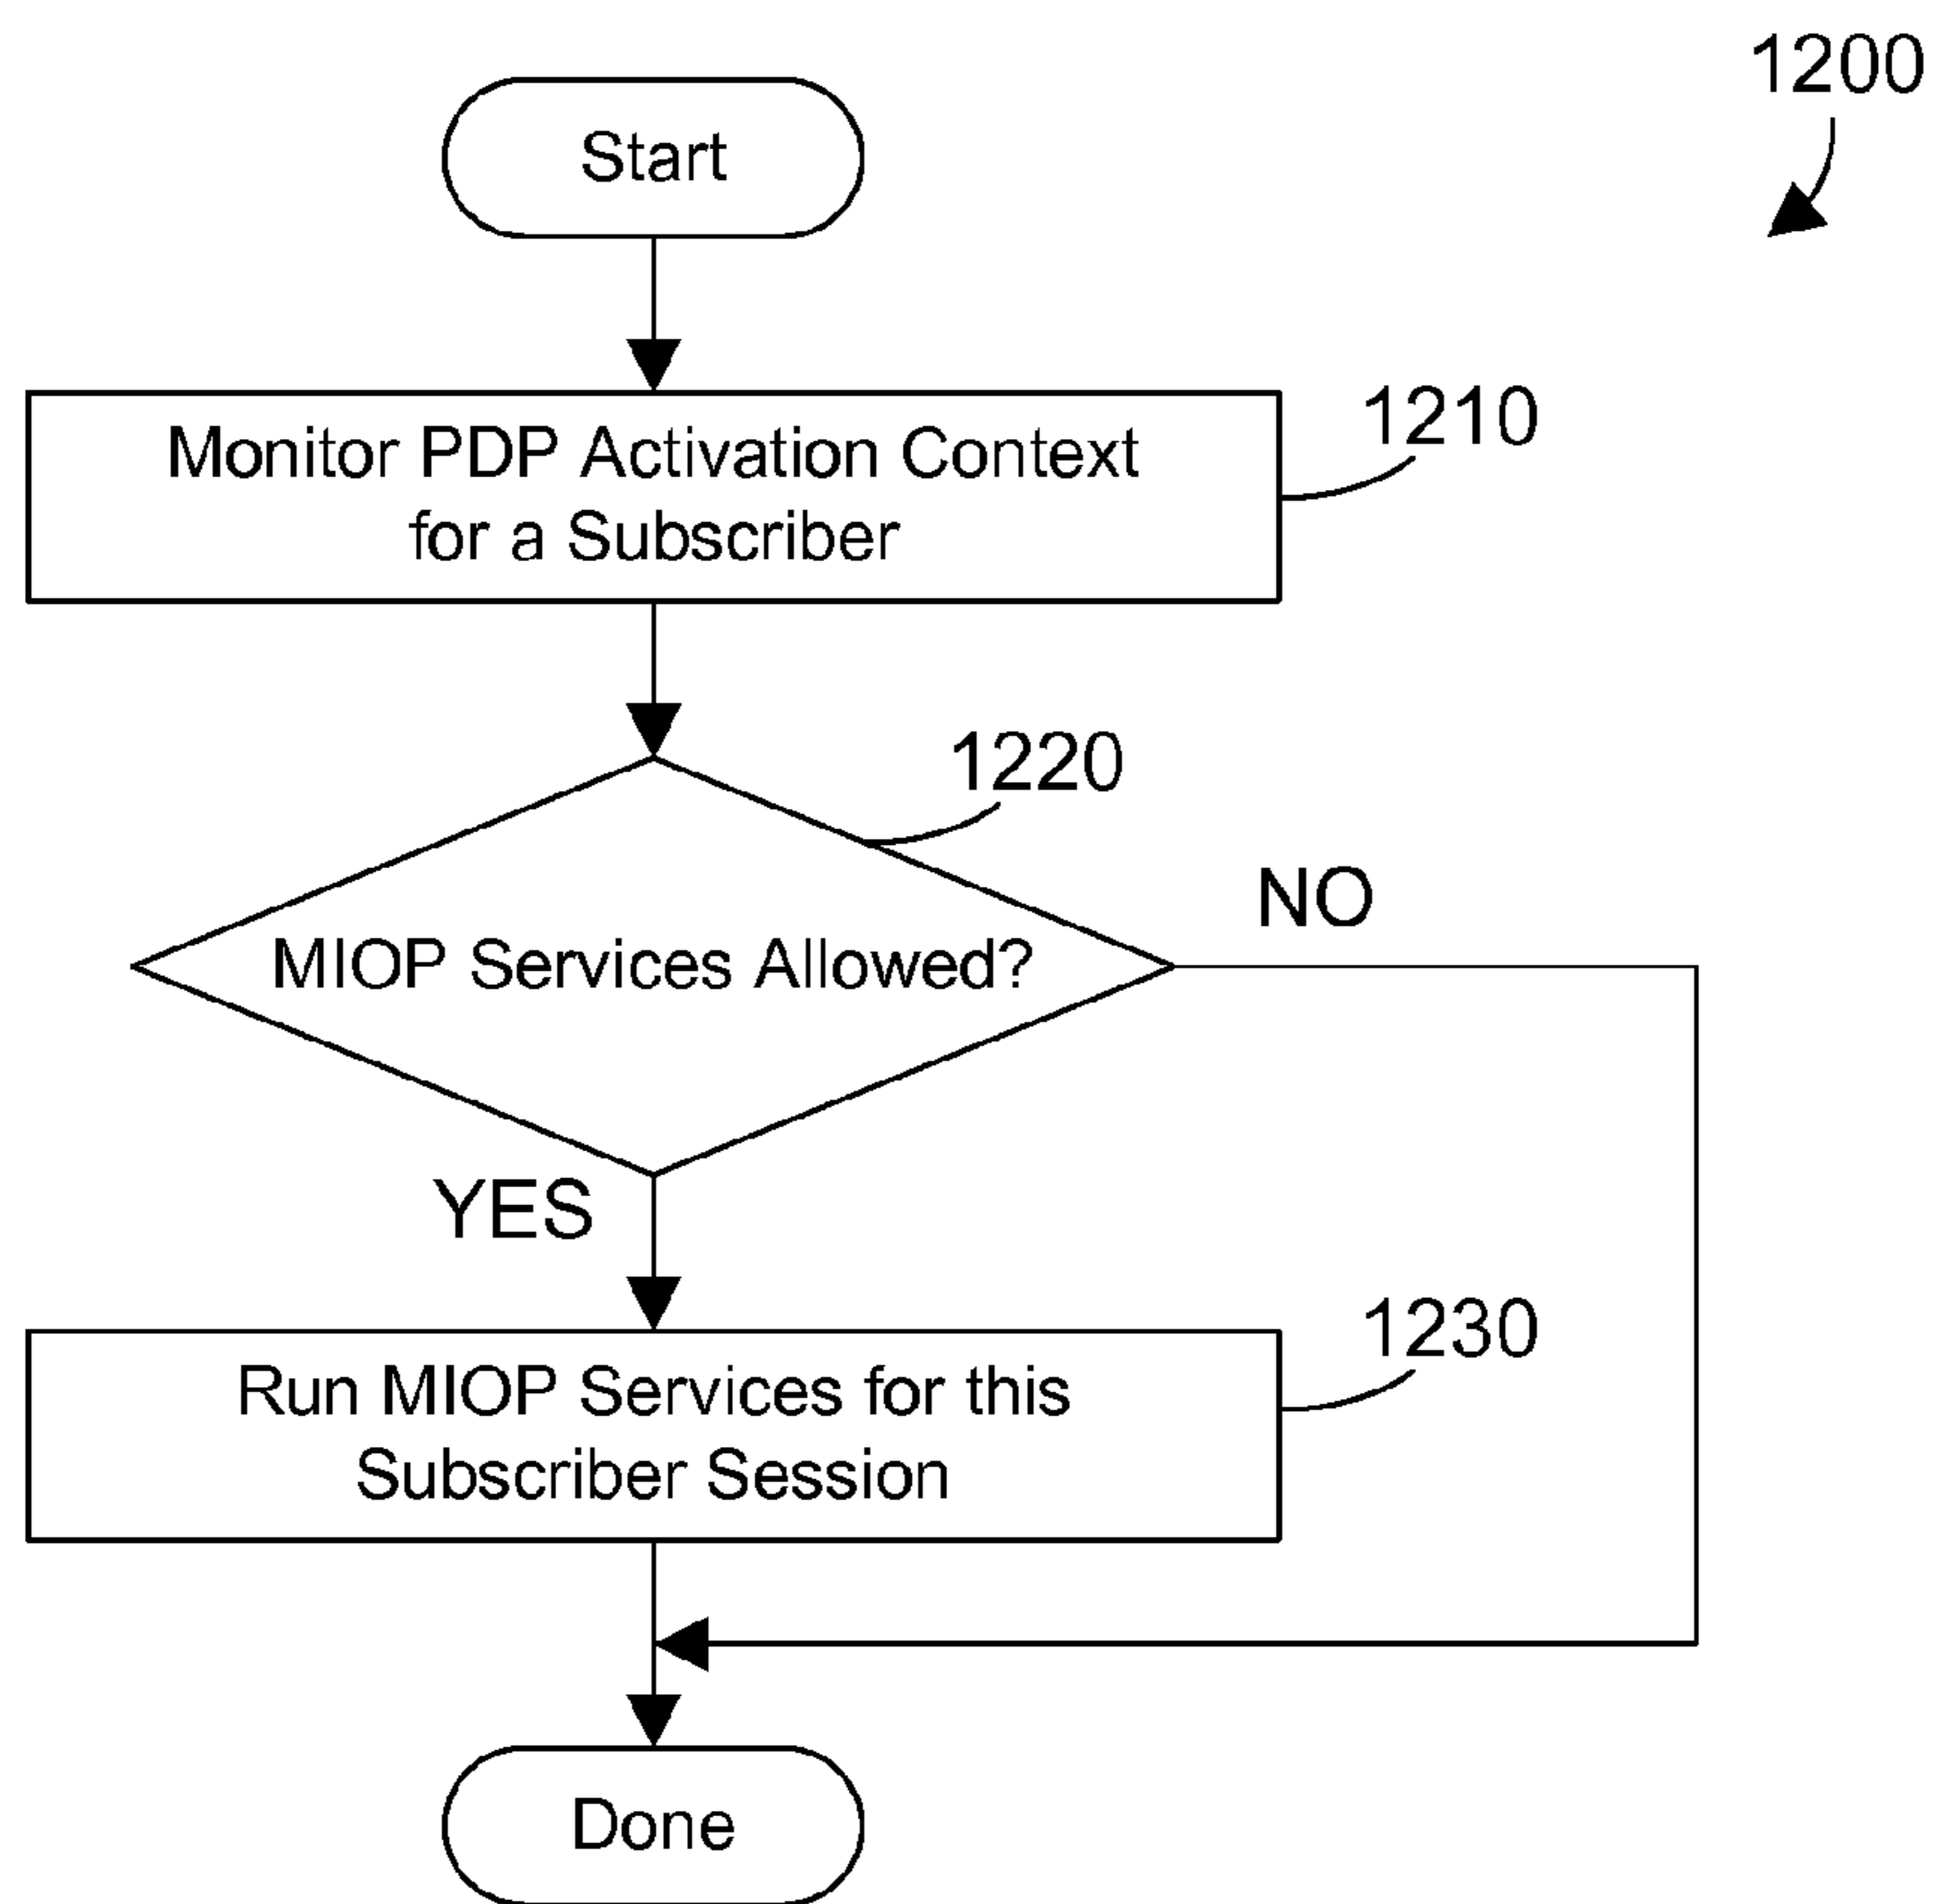 1200
Start
Monitor PDP Activation Context
for a Subscriber
1210
1220
MIOP Services Allowed?
NO
YES
Run MIOP Services for this
Subscriber Session
1230
Done